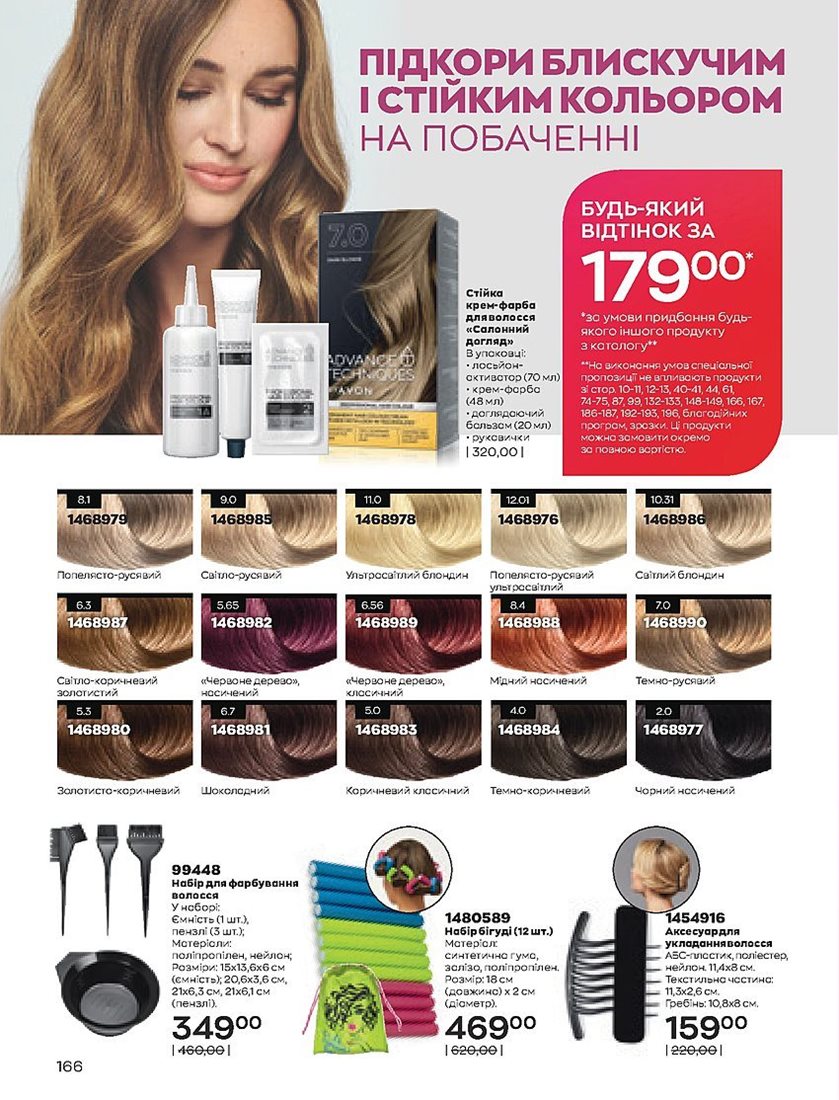 ПІДКОРИ БЛИСКУЧИМ
І СТІЙКИМ КОЛЬОРОМ
НА ПОБАЧЕННІ
БУДЬ-ЯКИЙ
ВІДТІНОК ЗА
17900*
*за умови придбання будь-
якого іншого продукту
з каталогу**
**На виконання умов спеціальної
пропозиції не впливають продукти
зі стор. 10-11, 12-13, 40-41, 44, 61,
74-75, 87, 99, 132-133, 148-149, 166, 167,
186-187, 192-193, 196, благодійних
програм, зразки. Ці продукти
можна замовити окремо
за повною вартістю.
7.0
DARK BLONDE
ADVANCE
TECHNIQUES
AVON
Стійка
крем-фарба
для волосся
«Салонний
догляд»
В упаковці:
• лосьйон-
активатор (70 мл)
• крем-фарба
(48 мл)
• доглядаючий
бальзам (20 мл)
• рукавички
| 320,00 |
8.1
1468979
Попелясто-русявий
9.0
1468985
Світло-русявий
11.0
1468978
Ультрасвітлий блондин
12.01
1468976
Попелясто-русявий
ультрасвітлий
10.31
1468986
Світлий блондин
6.3
1468987
Світло-коричневий
золотистий
5.65
1468982
«Червоне дерево»,
насичений
6.56
1468989
«Червоне дерево»,
класичний
8.4
1468988
Мідний насичений
7.0
1468990
Темно-русявий
5.3
1468980
Золотисто-коричневий
6.7
1468981
Шоколадний
5.0
1468983
Коричневий класичний
4.0
1468984
Темно-коричневий
2.0
1468977
Чорний насичений
99448
Набір для фарбування
волосся
У наборі:
Ємність (1 шт.),
пензлі (3 шт.);
Матеріали:
поліпропілен, нейлон;
Розміри: 15х13,6х6 см
(ємність); 20,6х3,6 см,
21х6,3 см, 21х6,1 см
(пензлі).
34900
| 460,00 |
1480589
Набір бігуді (12 шт.)
Матеріал:
синтетична гума,
залізо, поліпропілен.
Розмір: 18 см
(довжина) х 2 см
(діаметр).
46900
| 620,00 |
1454916
Аксесуар для
укладання волосся
АБС-пластик, поліестер,
нейлон. 11,4х8 см.
Текстильна частина:
11,3х2,6 см.
Гребінь: 10,8х8 см.
15900
| 220,00 |
166